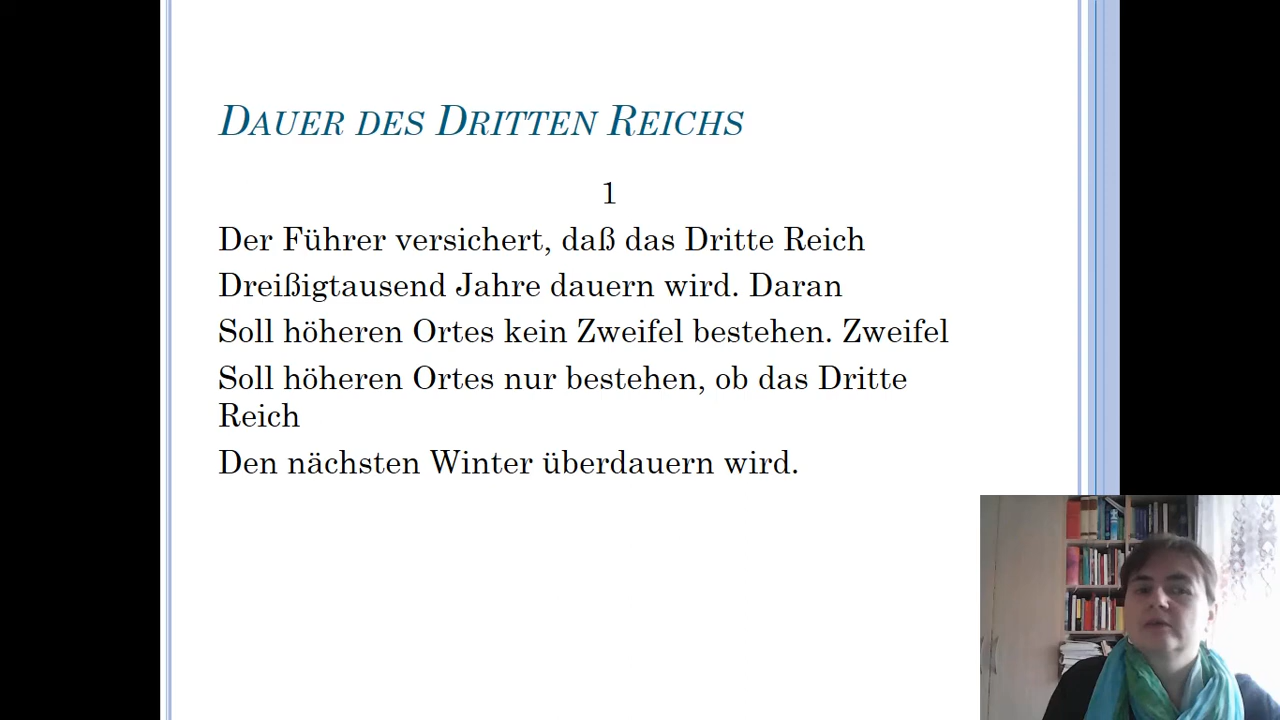 DAUER DES DRITTEN REICHS
1
Der Führer versichert, daß das Dritte Reich
Dreißigtausend Jahre dauern wird. Daran
Soll höheren Ortes kein Zweifel bestehen. Zweifel
Soll höheren Ortes nur bestehen, ob das Dritte
Reich
Den nächsten Winter überdauern wird.